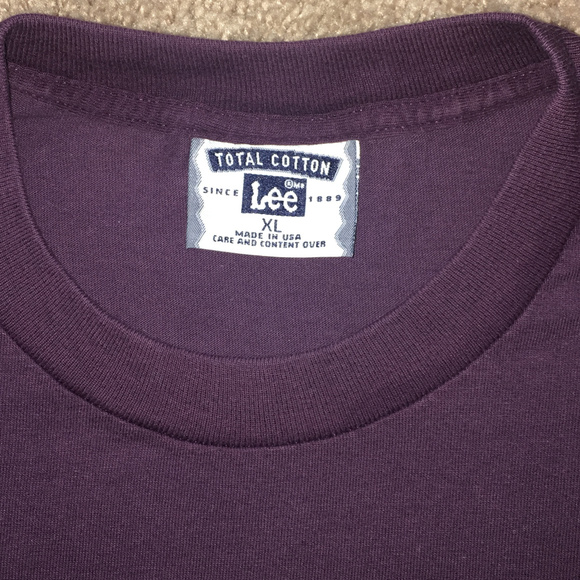 TOTAL COTTON
SINCE Lee ®MR 1889
XL
MADE IN USA
CARE AND CONTENT OVER